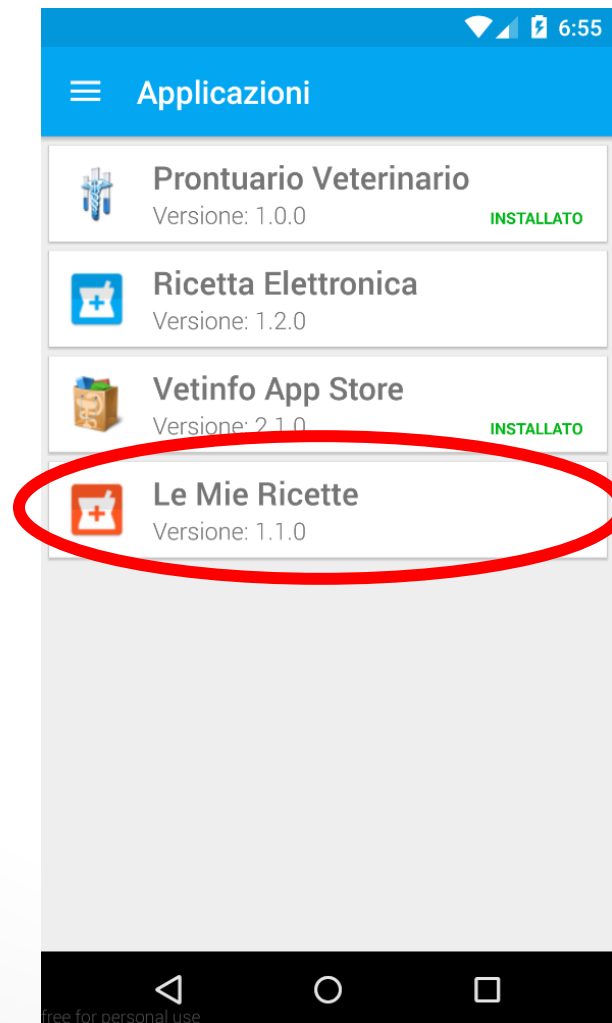 6:55
Applicazioni
Prontuario Veterinario
Versione: 1.0.0
INSTALLATO
Ricetta Elettronica
Versione: 1.2.0
Vetinfo App Store
Versione: 2.1.0
INSTALLATO
Le Mie Ricette
Versione: 1.1.0
free for personal use